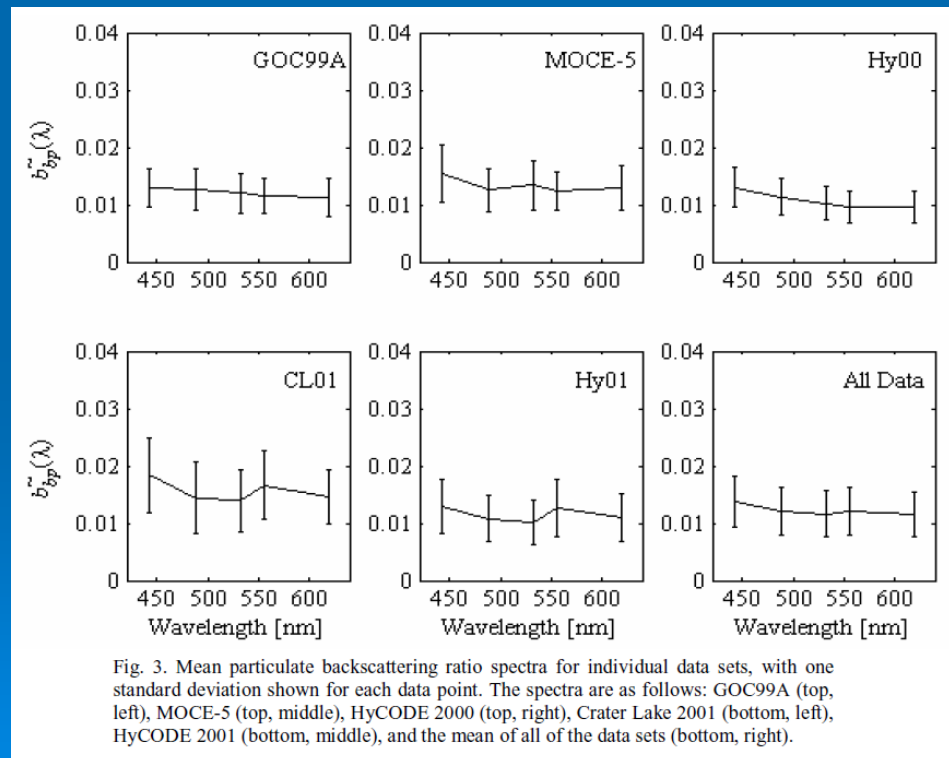 0.04
0.03
0.02
0.01
0
b̃bp(λ)
GOC99A
450 500 550 600
0.04
0.03
0.02
0.01
0
MOCE-5
450 500 550 600
0.04
0.03
0.02
0.01
0
Hy00
450 500 550 600
0.04
0.03
0.02
0.01
0
b̃bp(λ)
CL01
450 500 550 600
Wavelength [nm]
0.04
0.03
0.02
0.01
0
Hy01
450 500 550 600
Wavelength [nm]
0.04
0.03
0.02
0.01
0
All Data
450 500 550 600
Wavelength [nm]
Fig. 3. Mean particulate backscattering ratio spectra for individual data sets, with one
standard deviation shown for each data point. The spectra are as follows: GOC99A (top,
left), MOCE-5 (top, middle), HyCODE 2000 (top, right), Crater Lake 2001 (bottom, left),
HyCODE 2001 (bottom, middle), and the mean of all of the data sets (bottom, right).